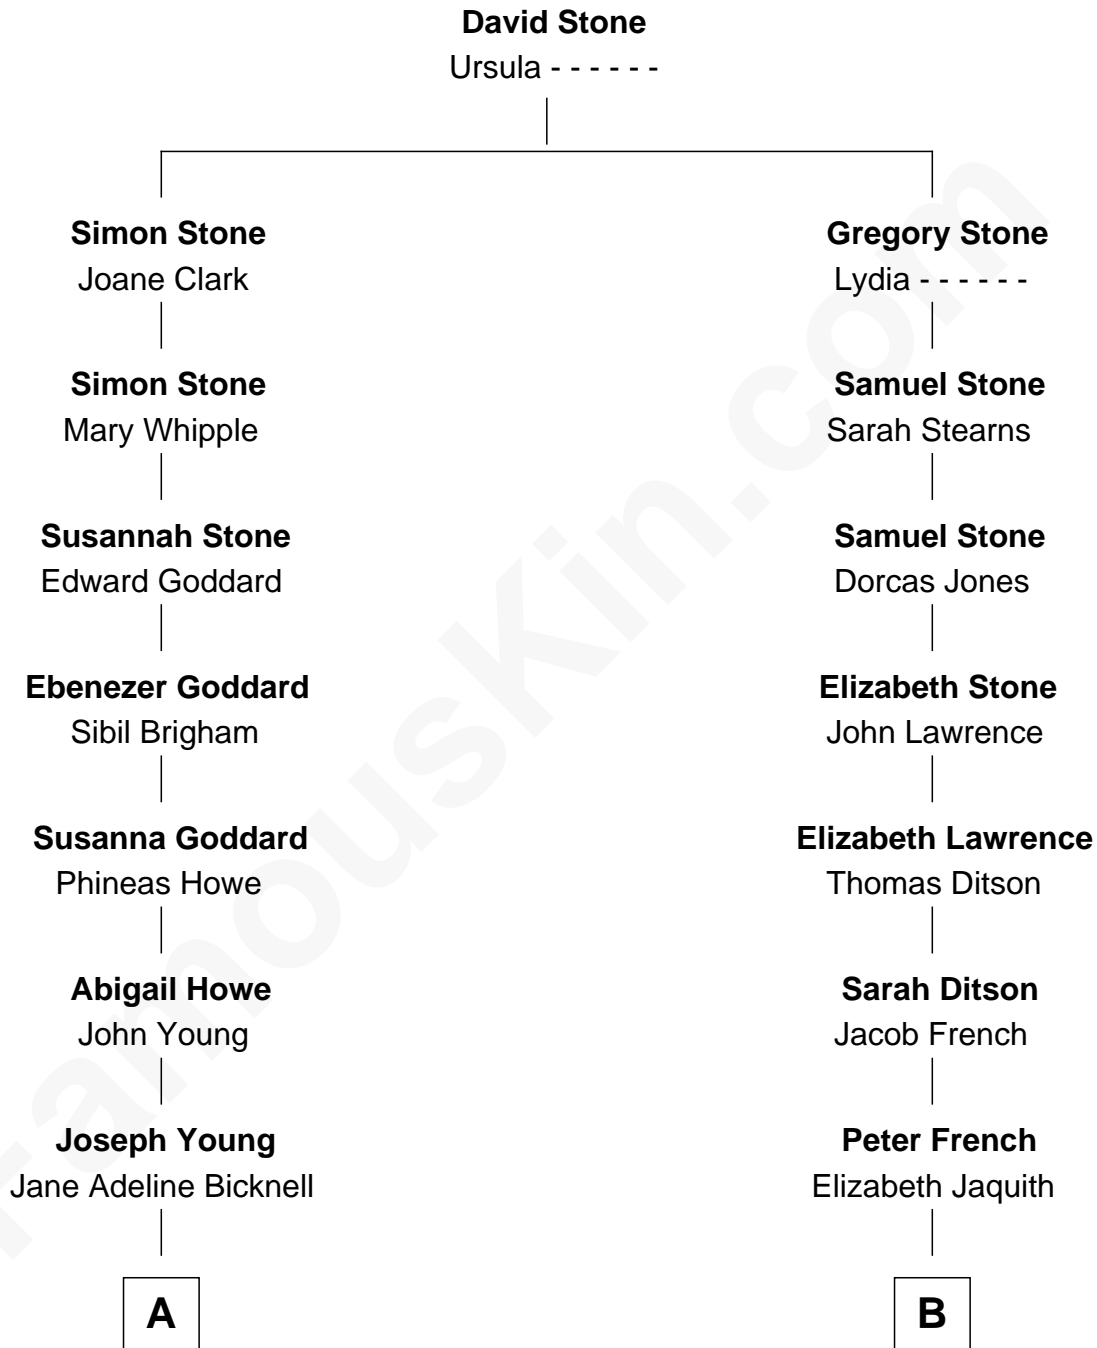 David Stone
Ursula - - - - - -
Simon Stone
Joane Clark
Gregory Stone
Lydia - - - - - -
Simon Stone
Mary Whipple
Samuel Stone
Sarah Stearns
Susannah Stone
Edward Goddard
Samuel Stone
Dorcas Jones
Ebenezer Goddard
Sibil Brigham
Elizabeth Stone
John Lawrence
Susanna Goddard
Phineas Howe
Elizabeth Lawrence
Thomas Ditson
Abigail Howe
John Young
Sarah Ditson
Jacob French
Joseph Young
Jane Adeline Bicknell
Peter French
Elizabeth Jaquith
A
B
FamousKin.com